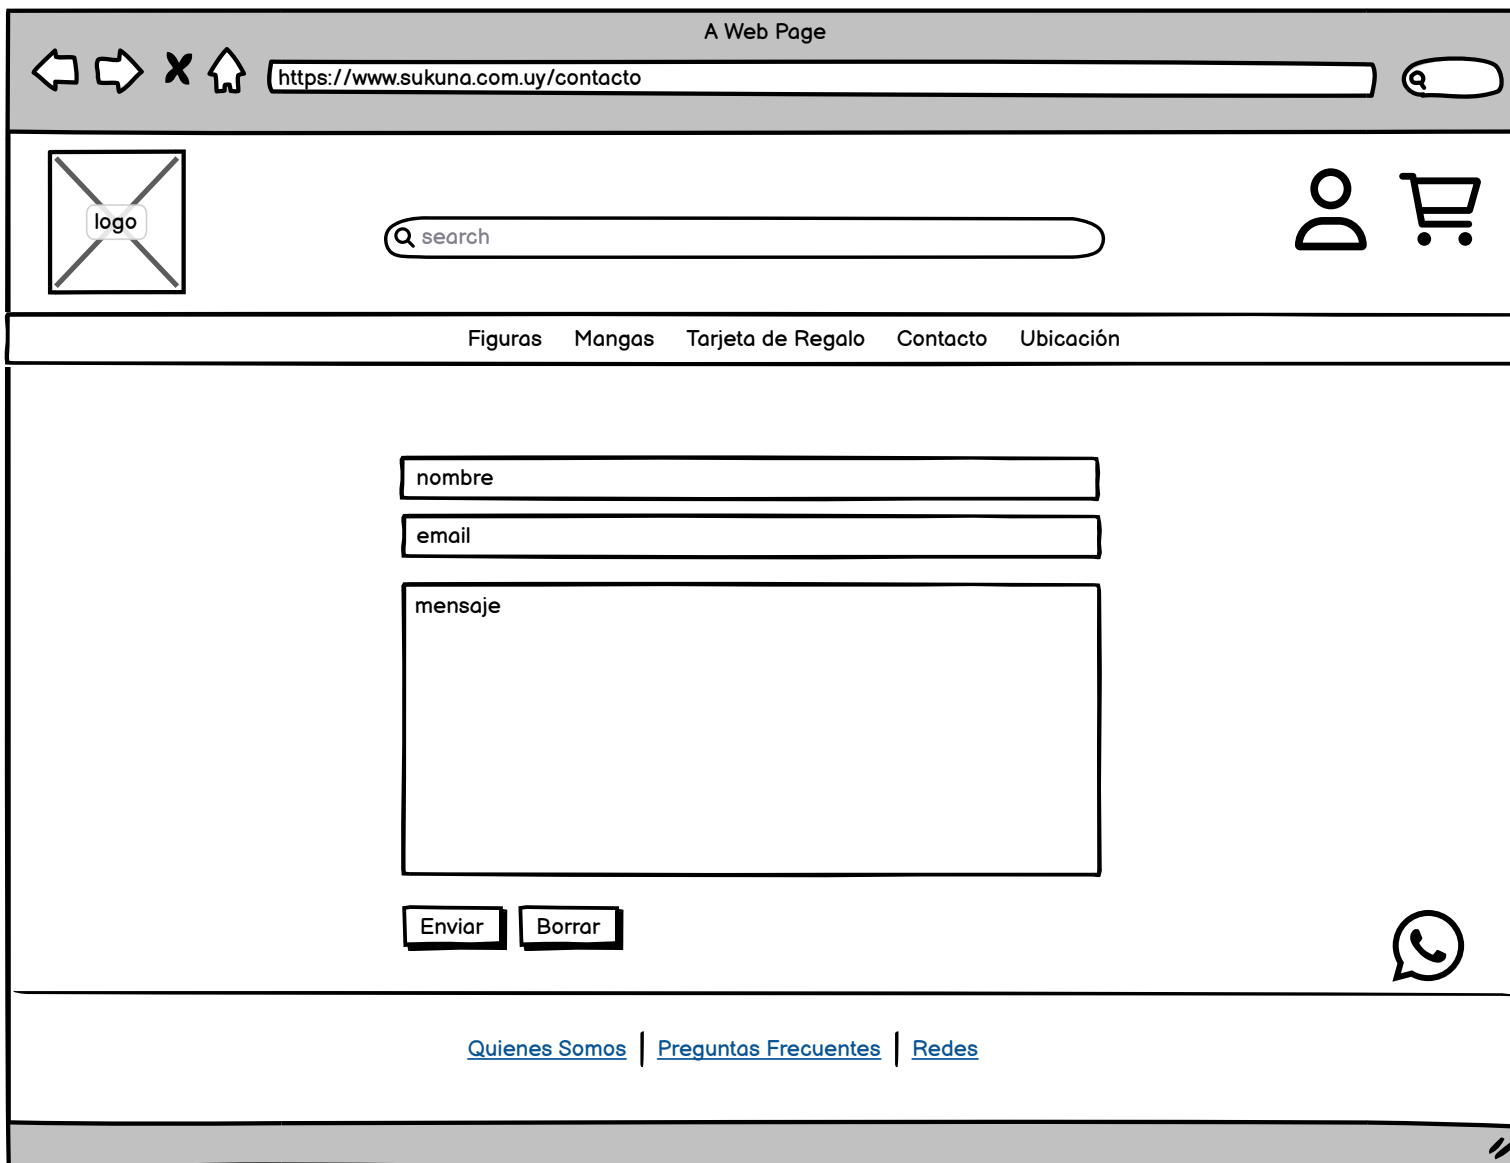 A Web Page
https://www.sukuna.com.uy/contacto
logo
search
Figuras Mangas Tarjeta de Regalo Contacto Ubicación
nombre
email
mensaje
Enviar Borrar
Quienes Somos | Preguntas Frecuentes | Redes